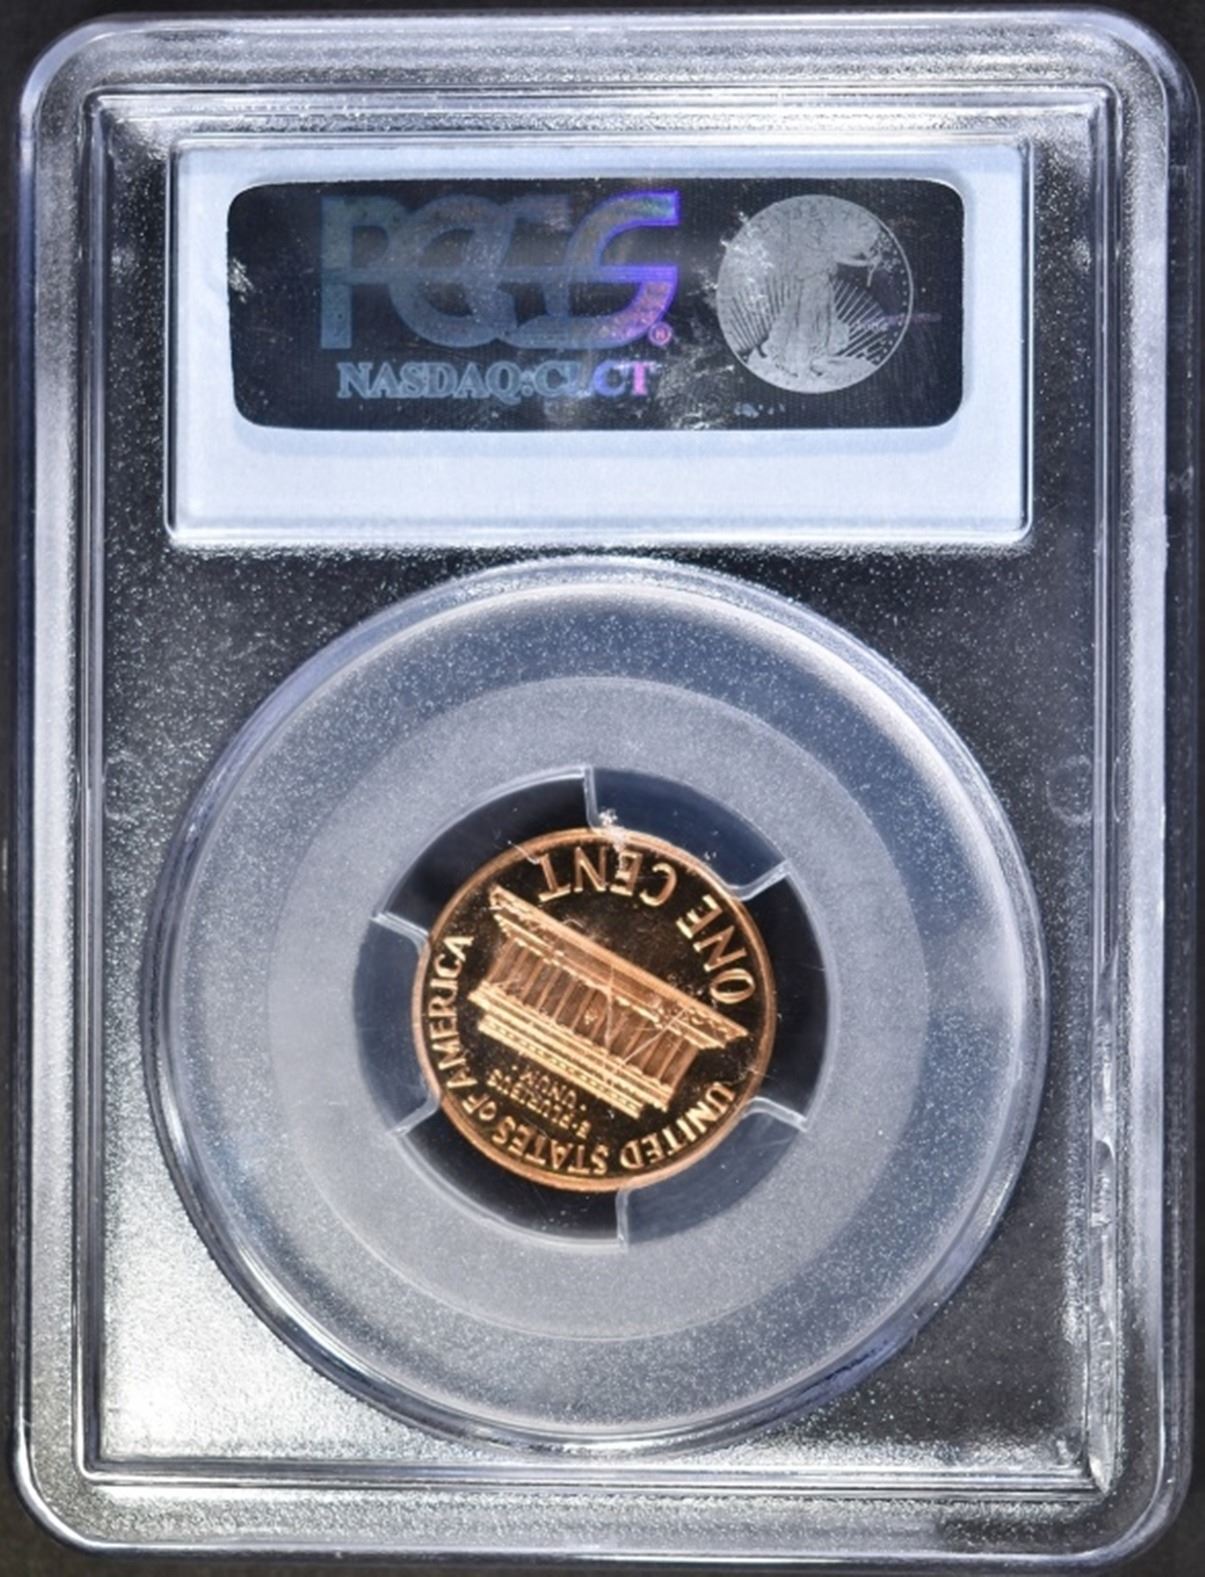 PCGS®
NASDAQ:CLCT
ONE CENT
E·PLURIBUS
·UNUM·
UNITED STATES OF AMERICA